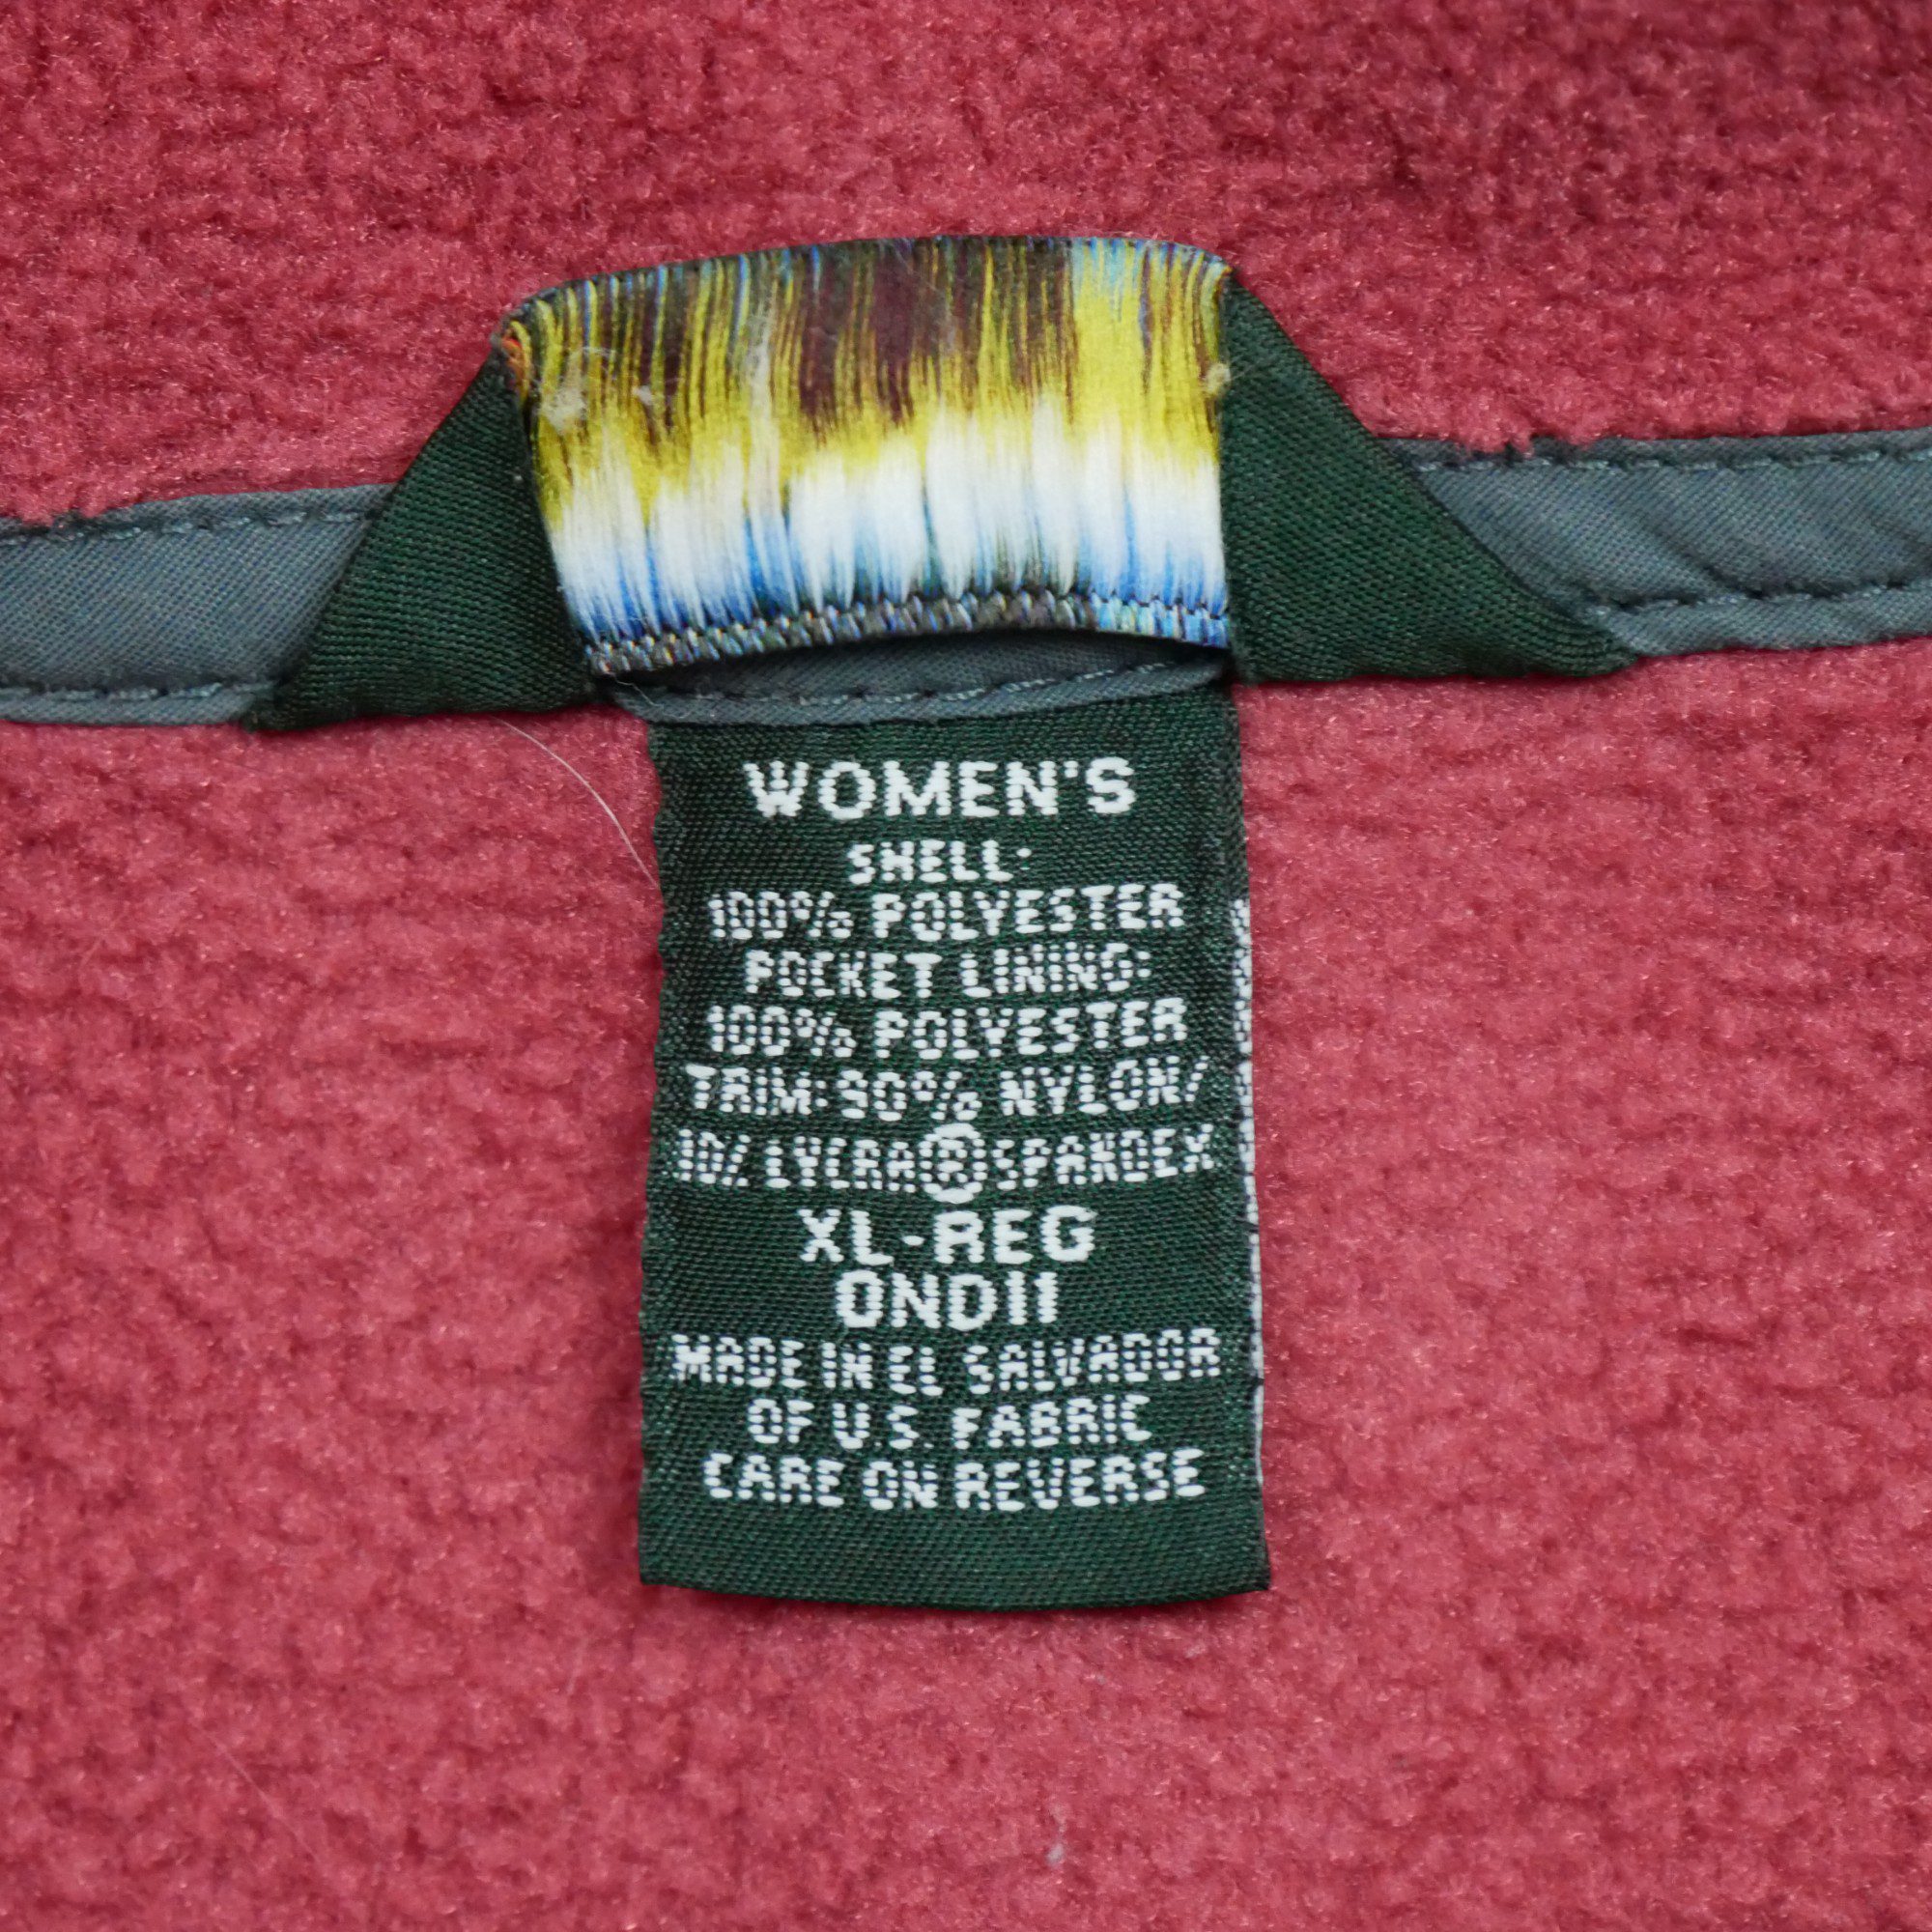 WOMEN'S
SHELL:
100% POLYESTER
POCKET LINING:
100% POLYESTER
TRIM: 90% NYLON/
10% LYCRA® SPANDEX
XL-REG
0ND11
MADE IN EL SALVADOR
OF U.S. FABRIC
CARE ON REVERSE